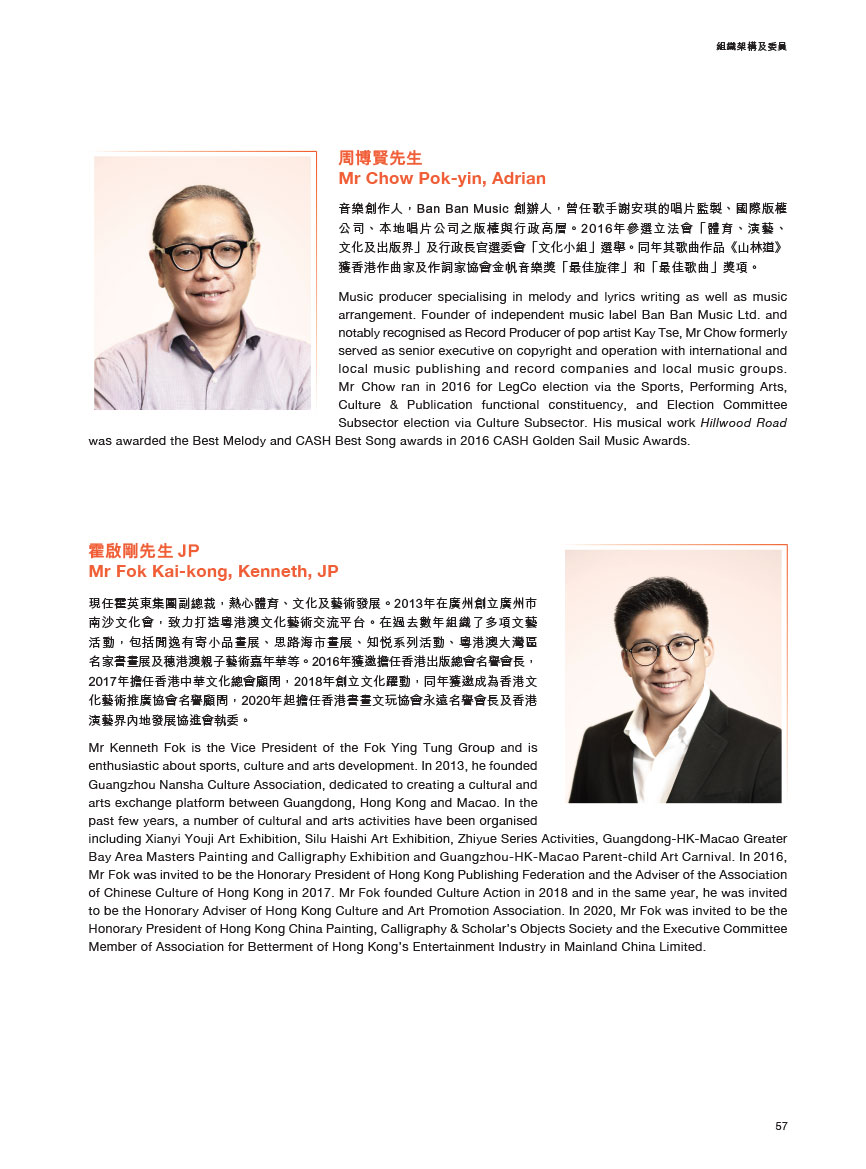 組織架構及委員
周博賢先生
Mr Chow Pok-yin, Adrian
音樂創作人，Ban Ban Music 創辦人，曾任歌手謝安琪的唱片監製、國際版權
公司、本地唱片公司之版權與行政高層。2016年參選立法會「體育、演藝、
文化及出版界」及行政長官選委會「文化小組」選舉。同年其歌曲作品《山林道》
獲香港作曲家及作詞家協會金帆音樂獎「最佳旋律」和「最佳歌曲」獎項。
Music producer specialising in melody and lyrics writing as well as music
arrangement. Founder of independent music label Ban Ban Music Ltd. and
notably recognised as Record Producer of pop artist Kay Tse, Mr Chow formerly
served as senior executive on copyright and operation with international and
local music publishing and record companies and local music groups.
Mr Chow ran in 2016 for LegCo election via the Sports, Performing Arts,
Culture & Publication functional constituency, and Election Committee
Subsector election via Culture Subsector. His musical work Hillwood Road
was awarded the Best Melody and CASH Best Song awards in 2016 CASH Golden Sail Music Awards.
霍啟剛先生 JP
Mr Fok Kai-kong, Kenneth, JP
現任霍英東集團副總裁，熱心體育、文化及藝術發展。2013年在廣州創立廣州市
南沙文化會，致力打造粵港澳文化藝術交流平台。在過去數年組織了多項文藝
活動，包括閒逸有寄小品畫展、思路海市畫展、知悅系列活動、粵港澳大灣區
名家書畫展及穗港澳親子藝術嘉年華等。2016年獲邀擔任香港出版總會名譽會長，
2017年擔任香港中華文化總會顧問，2018年創立文化躍動，同年獲邀成為香港文
化藝術推廣協會名譽顧問，2020年起擔任香港書畫文玩協會永遠名譽會長及香港
演藝界內地發展協進會執委。
Mr Kenneth Fok is the Vice President of the Fok Ying Tung Group and is
enthusiastic about sports, culture and arts development. In 2013, he founded
Guangzhou Nansha Culture Association, dedicated to creating a cultural and
arts exchange platform between Guangdong, Hong Kong and Macao. In the
past few years, a number of cultural and arts activities have been organised
including Xianyi Youji Art Exhibition, Silu Haishi Art Exhibition, Zhiyue Series Activities, Guangdong-HK-Macao Greater
Bay Area Masters Painting and Calligraphy Exhibition and Guangzhou-HK-Macao Parent-child Art Carnival. In 2016,
Mr Fok was invited to be the Honorary President of Hong Kong Publishing Federation and the Adviser of the Association
of Chinese Culture of Hong Kong in 2017. Mr Fok founded Culture Action in 2018 and in the same year, he was invited
to be the Honorary Adviser of Hong Kong Culture and Art Promotion Association. In 2020, Mr Fok was invited to be the
Honorary President of Hong Kong China Painting, Calligraphy & Scholar's Objects Society and the Executive Committee
Member of Association for Betterment of Hong Kong's Entertainment Industry in Mainland China Limited.
57